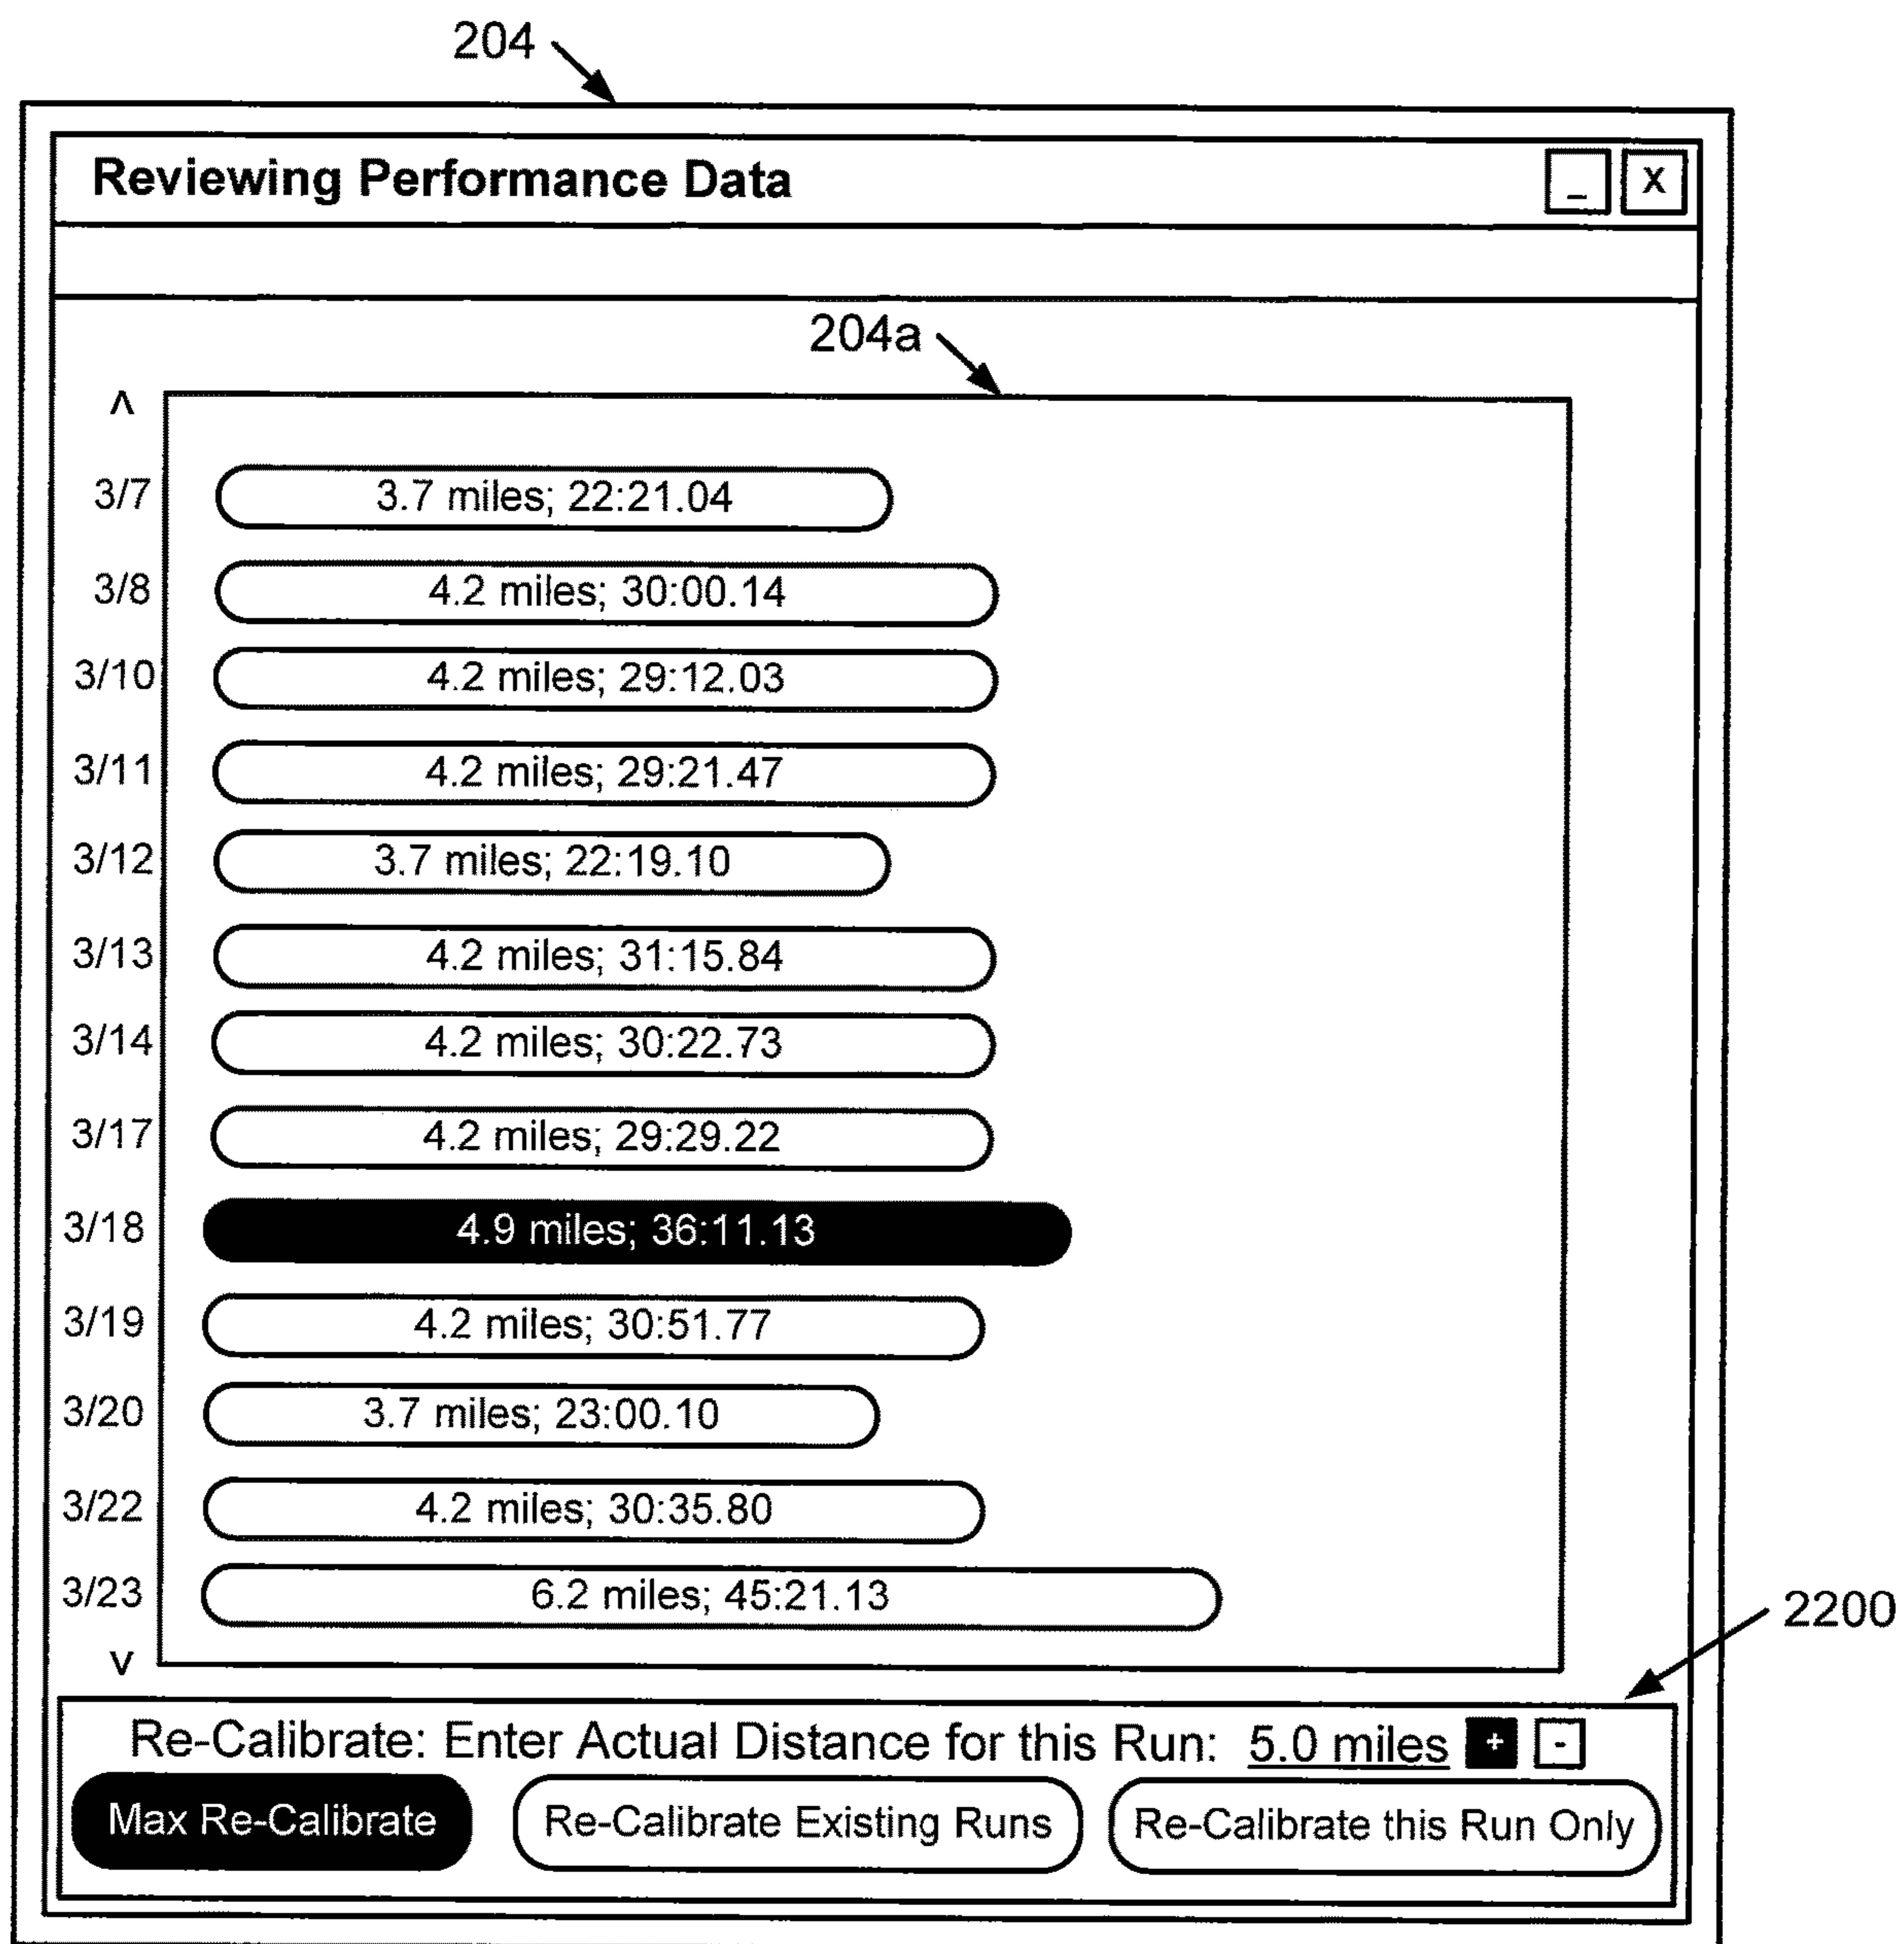 204
Reviewing Performance Data _ X
204a
^
3/7 3.7 miles; 22:21.04
3/8 4.2 miles; 30:00.14
3/10 4.2 miles; 29:12.03
3/11 4.2 miles; 29:21.47
3/12 3.7 miles; 22:19.10
3/13 4.2 miles; 31:15.84
3/14 4.2 miles; 30:22.73
3/17 4.2 miles; 29:29.22
3/18 4.9 miles; 36:11.13
3/19 4.2 miles; 30:51.77
3/20 3.7 miles; 23:00.10
3/22 4.2 miles; 30:35.80
3/23 6.2 miles; 45:21.13
2200
v
Re-Calibrate: Enter Actual Distance for this Run: 5.0 miles + -
Max Re-Calibrate Re-Calibrate Existing Runs Re-Calibrate this Run Only